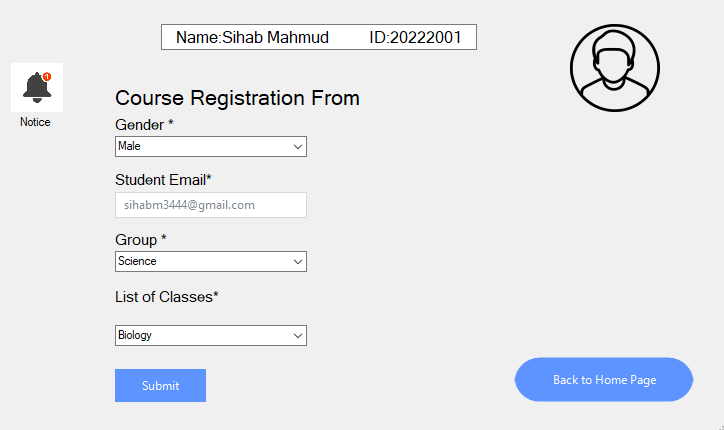 Name:Sihab Mahmud ID:20222001
1
Notice
Course Registration From
Gender *
Male
Student Email*
sihabm3444@gmail.com
Group *
Science
List of Classes*
Biology
Submit
Back to Home Page